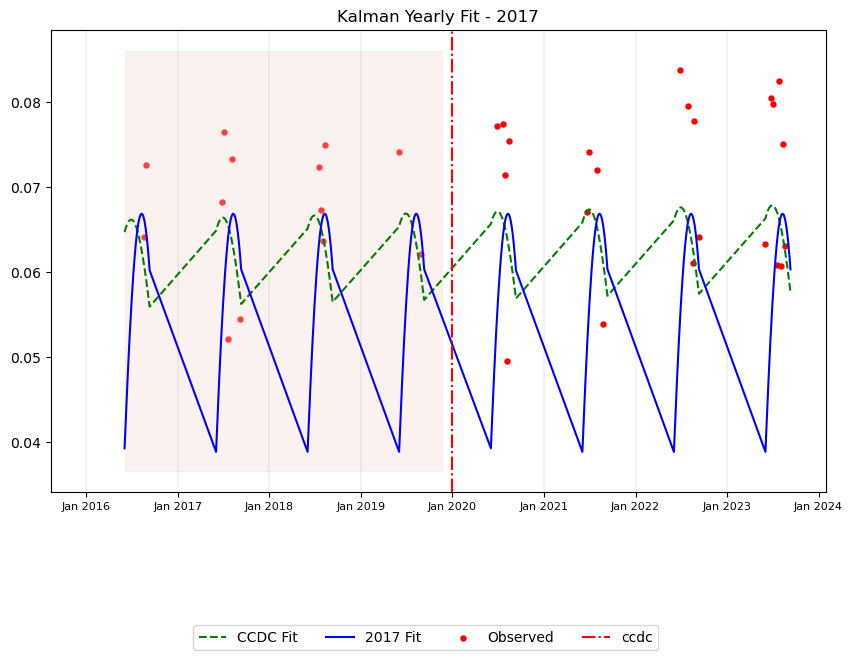 Kalman Yearly Fit - 2017
0.08
0.07
0.06
0.05
0.04
Jan 2016 Jan 2017 Jan 2018 Jan 2019 Jan 2020 Jan 2021 Jan 2022 Jan 2023 Jan 2024
CCDC Fit 2017 Fit Observed ccdc